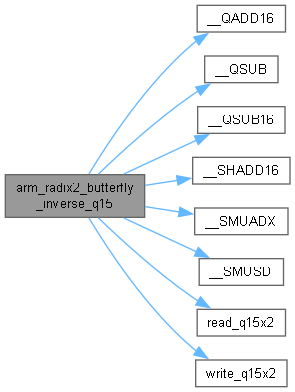 __QADD16
__QSUB
__QSUB16
arm_radix2_butterfly
_inverse_q15
__SHADD16
__SMUADX
__SMUSD
read_q15x2
write_q15x2